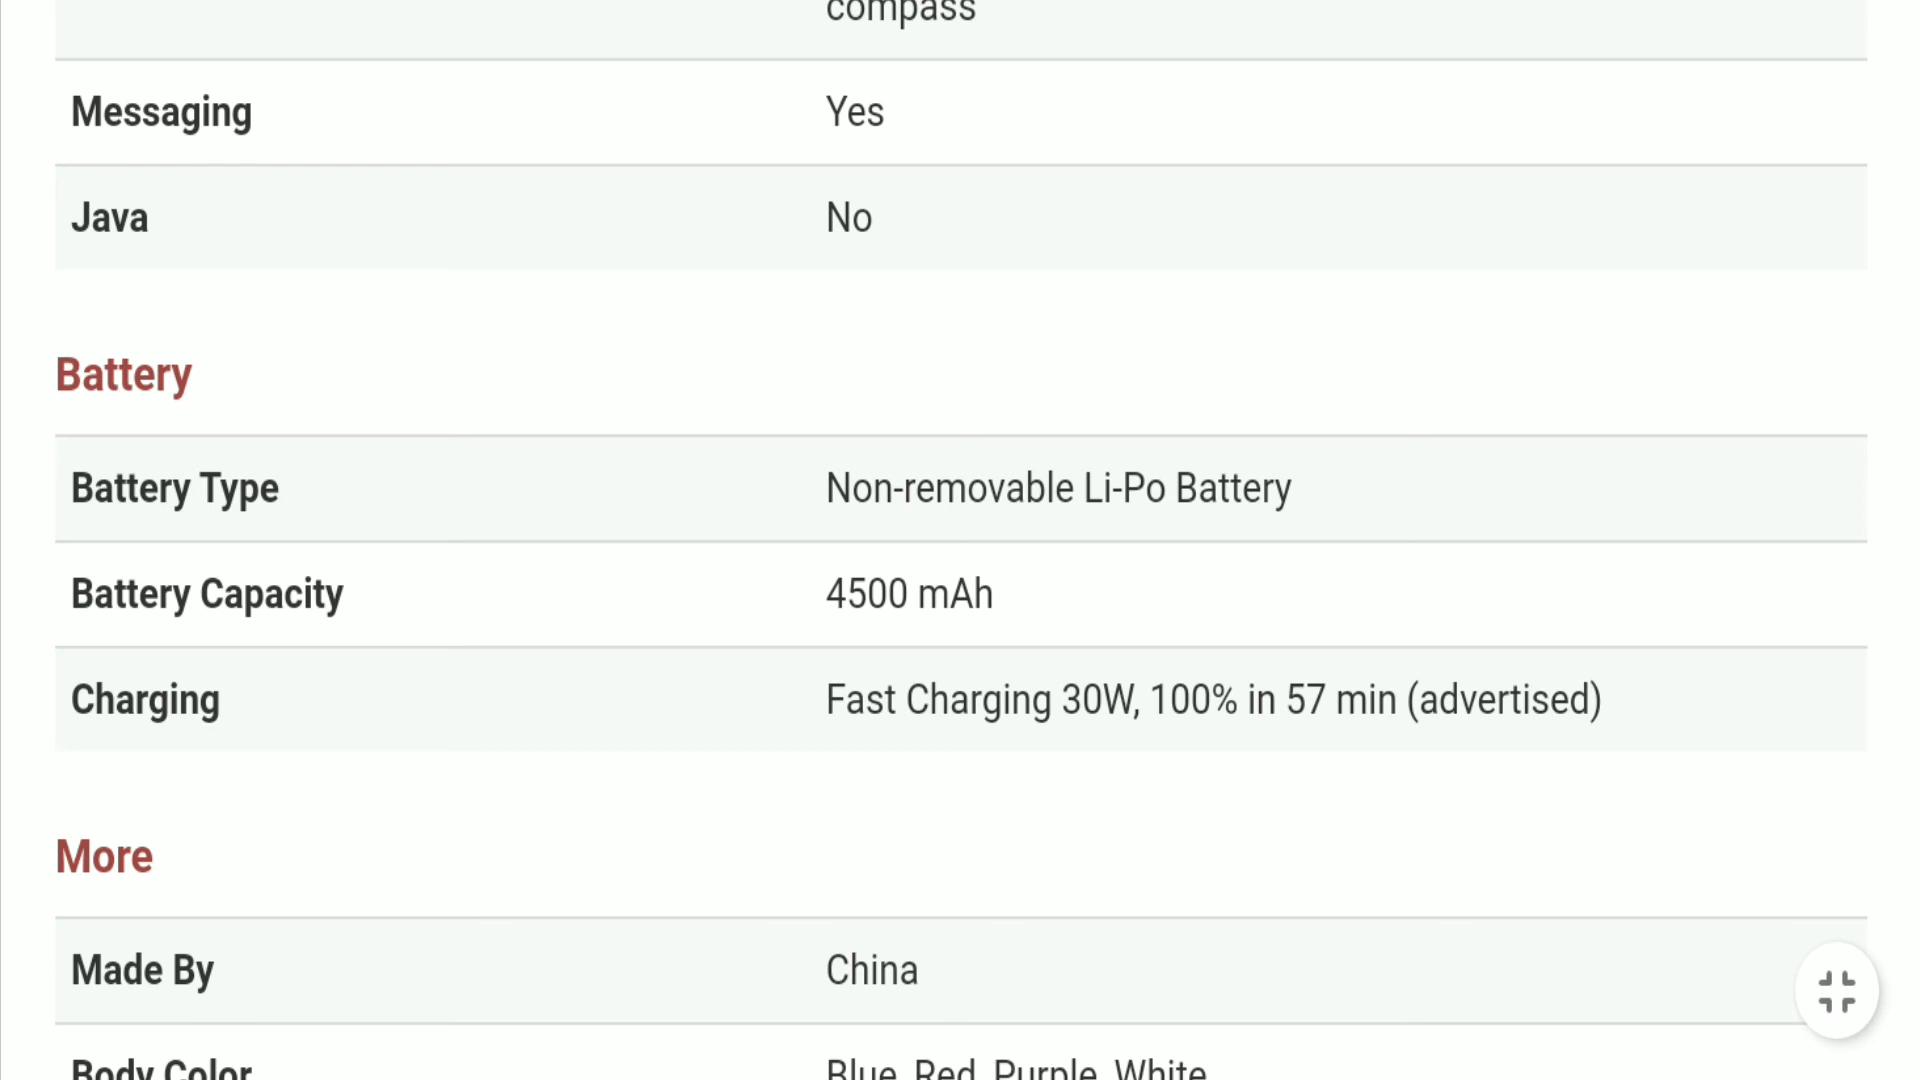 compass
Messaging Yes
Java No
Battery
Battery Type Non-removable Li-Po Battery
Battery Capacity 4500 mAh
Charging Fast Charging 30W, 100% in 57 min (advertised)
More
Made By China
Body Color Blue, Red, Purple, White